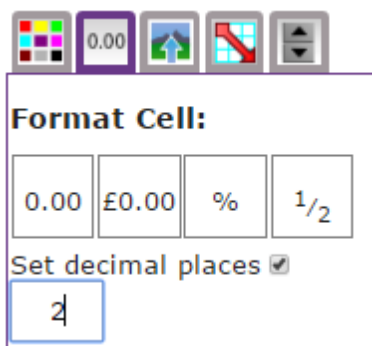 0.00
Format Cell:
0.00 £0.00 % 1/2
Set decimal places
2